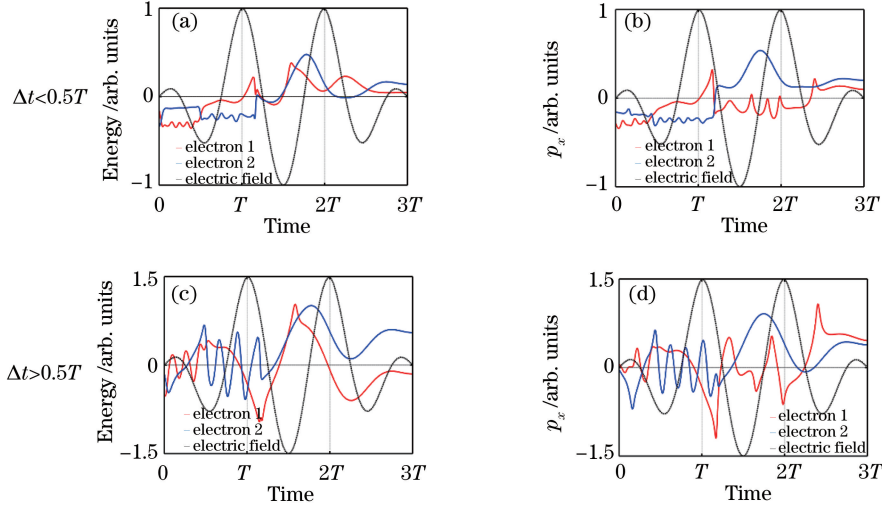 1
(a)
Δt<0.5T
Energy /arb. units
0
electron 1
electron 2
electric field
−1
0
T
2T
3T
Time
1
(b)
px /arb. units
0
electron 1
electron 2
electric field
−1
0
T
2T
3T
Time
1.5
(c)
Δt>0.5T
Energy /arb. units
0
electron 1
electron 2
electric field
−1.5
0
T
2T
3T
Time
1.5
(d)
px /arb. units
0
electron 1
electron 2
electric field
−1.5
0
T
2T
3T
Time